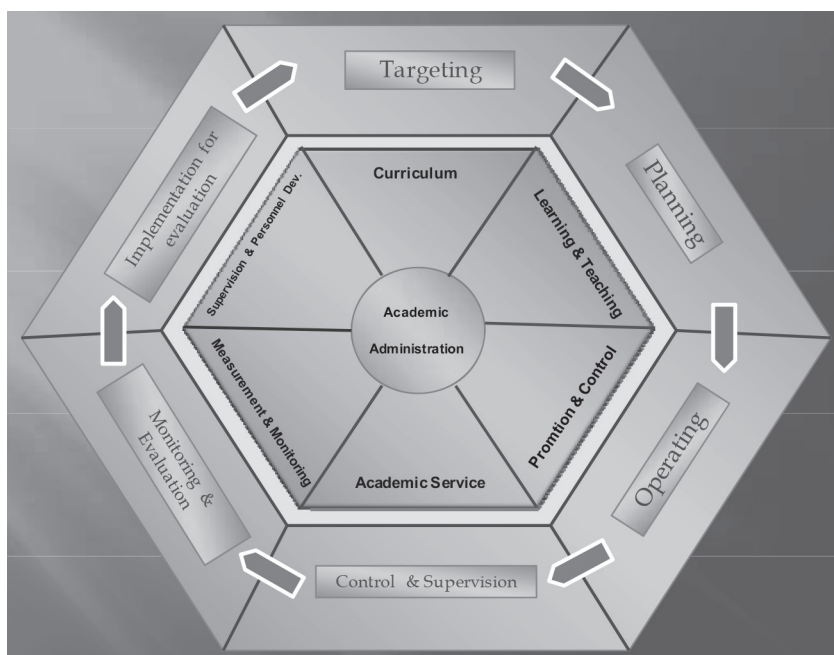 Targeting
Planning
Operating
Control & Supervision
Monitoring &
Evaluation
Implementation for
evaluation
Curriculum
Learning & Teaching
Promtion & Control
Academic Service
Measurement & Monitoring
Supervision & Personnel Dev.
Academic
Administration